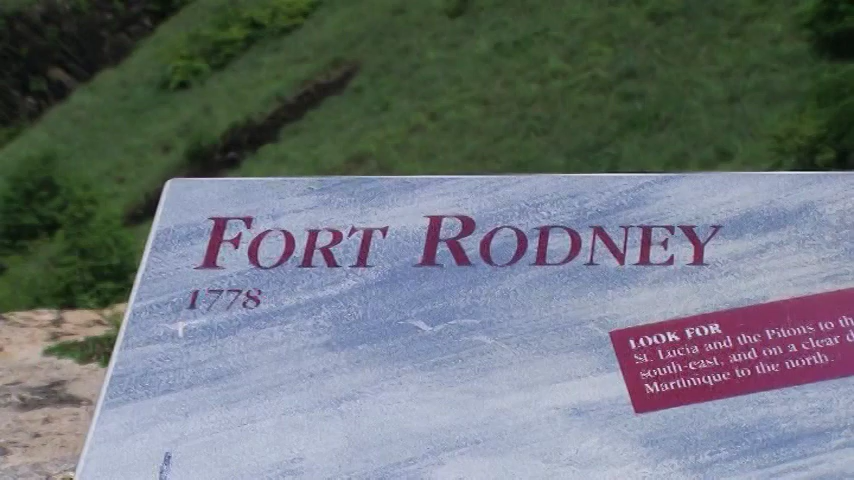 FORT RODNEY
1778
LOOK FOR
St. Lucia and the Pitons to th
south-east, and on a clear d
Martinique to the north.